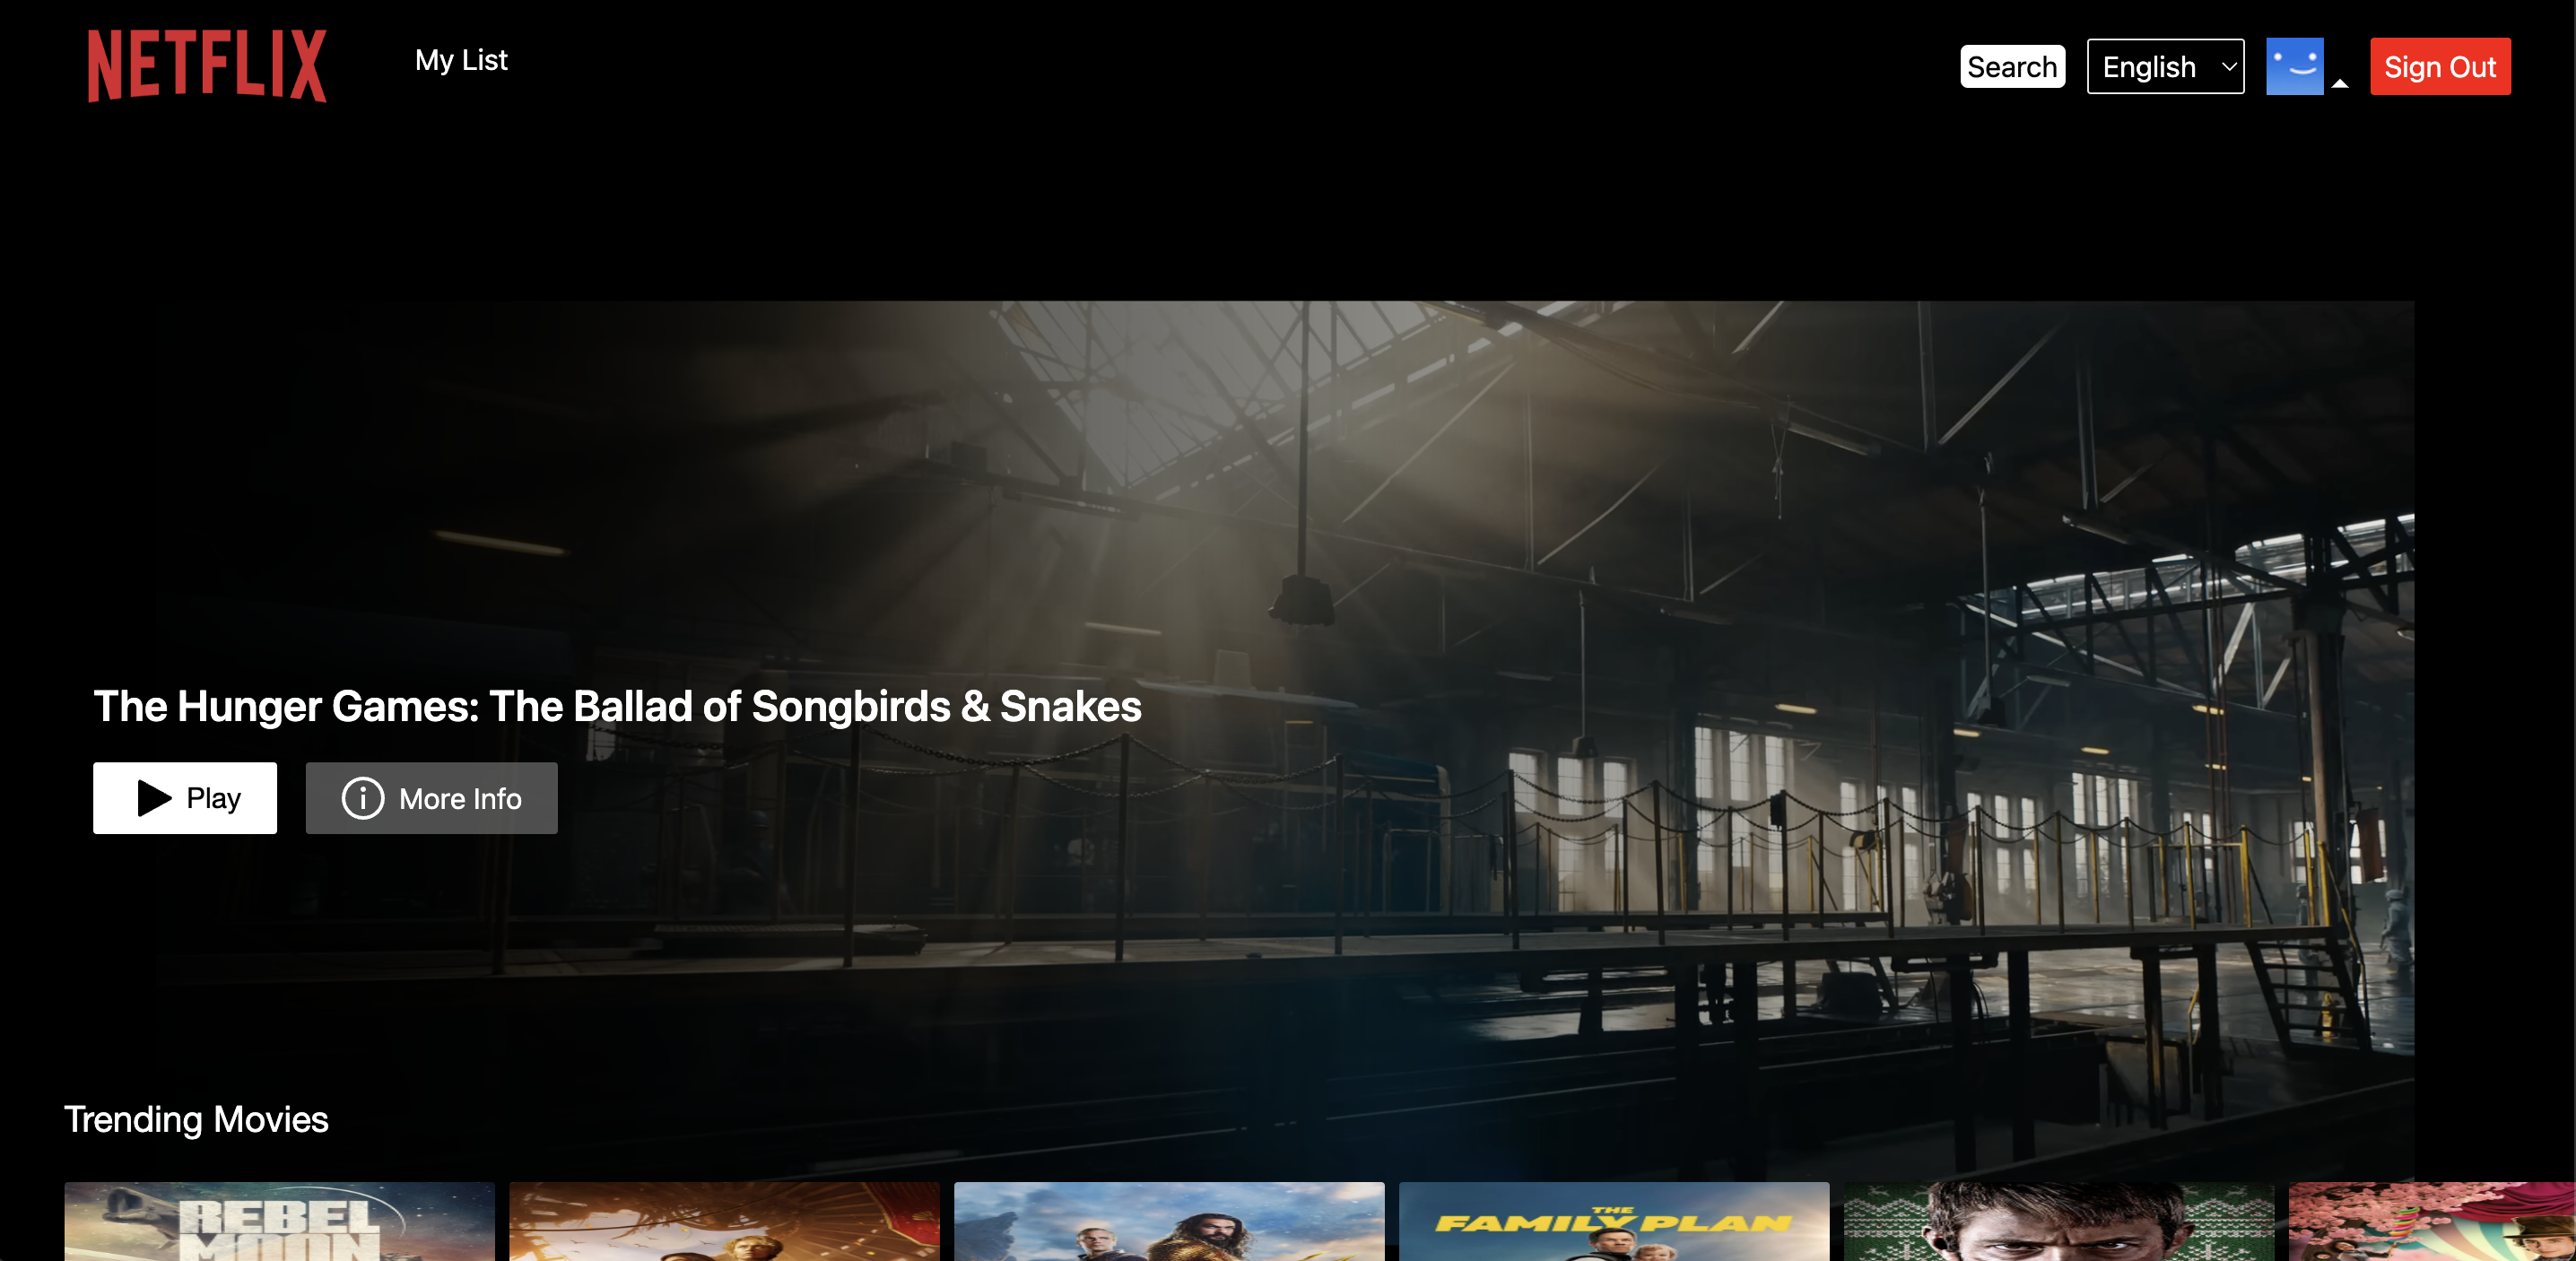 NETFLIX
My List
Search
English
Sign Out
The Hunger Games: The Ballad of Songbirds & Snakes
Play
More Info
Trending Movies
REBEL
MOON
THE
FAMILY PLAN